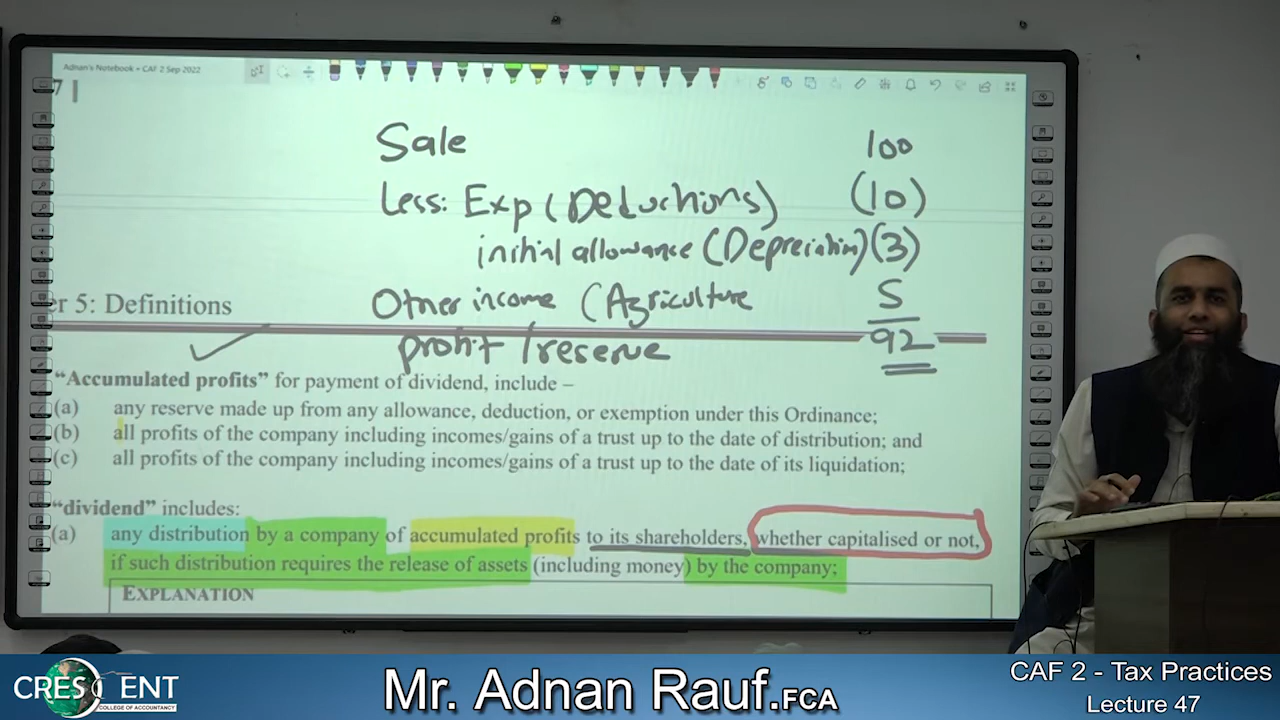 Adnan's Notebook » CAF 2 Sep 2022
7
Sale 100
Less: Exp (Deductions) (10)
initial allowance (Depreciation) (3)
Other income (Agriculture 5
profit / reserve 92
er 5: Definitions
“Accumulated profits” for payment of dividend, include –
(a) any reserve made up from any allowance, deduction, or exemption under this Ordinance;
(b) all profits of the company including incomes/gains of a trust up to the date of distribution; and
(c) all profits of the company including incomes/gains of a trust up to the date of its liquidation;
“dividend” includes:
(a) any distribution by a company of accumulated profits to its shareholders, whether capitalised or not,
if such distribution requires the release of assets (including money) by the company;
EXPLANATION
CRESCENT
COLLEGE OF ACCOUNTANCY
Mr. Adnan Rauf.FCA
CAF 2 - Tax Practices
Lecture 47